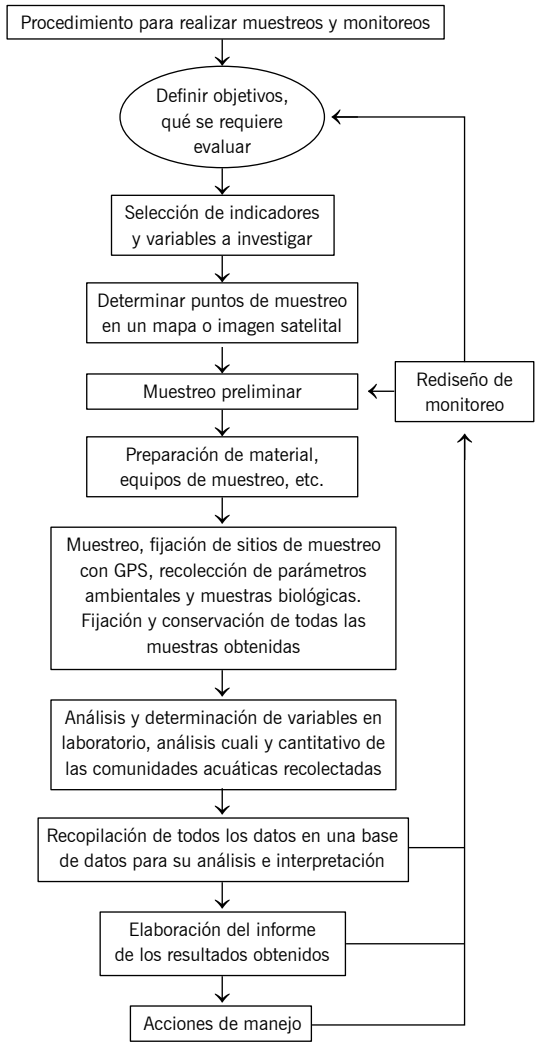 Procedimiento para realizar muestreos y monitoreos
Definir objetivos,
qué se requiere
evaluar
Selección de indicadores
y variables a investigar
Determinar puntos de muestreo
en un mapa o imagen satelital
Muestreo preliminar
Rediseño de
monitoreo
Preparación de material,
equipos de muestreo, etc.
Muestreo, fijación de sitios de muestreo
con GPS, recolección de parámetros
ambientales y muestras biológicas.
Fijación y conservación de todas las
muestras obtenidas
Análisis y determinación de variables en
laboratorio, análisis cuali y cantitativo de
las comunidades acuáticas recolectadas
Recopilación de todos los datos en una base
de datos para su análisis e interpretación
Elaboración del informe
de los resultados obtenidos
Acciones de manejo